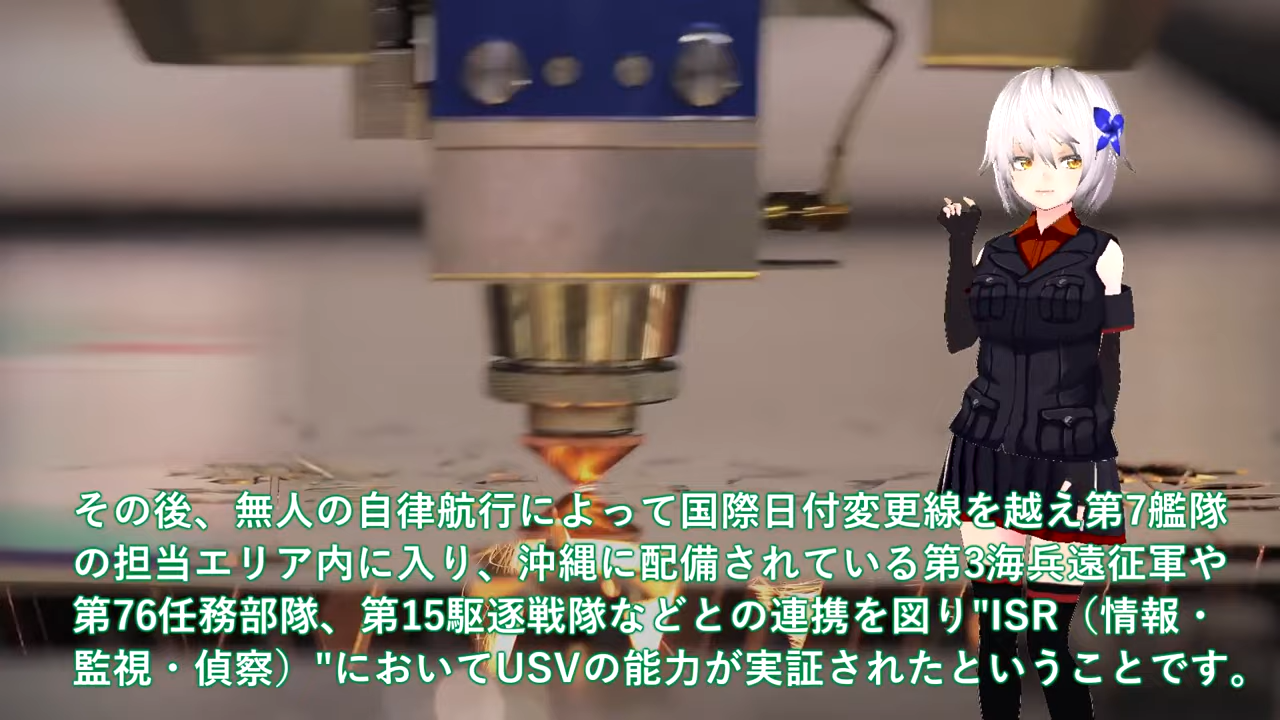 その後、無人の自律航行によって国際日付変更線を越え第7艦隊
の担当エリア内に入り、沖縄に配備されている第3海兵遠征軍や
第76任務部隊、第15駆逐戦隊などとの連携を図り"ISR（情報・
監視・偵察）"においてUSVの能力が実証されたということです。